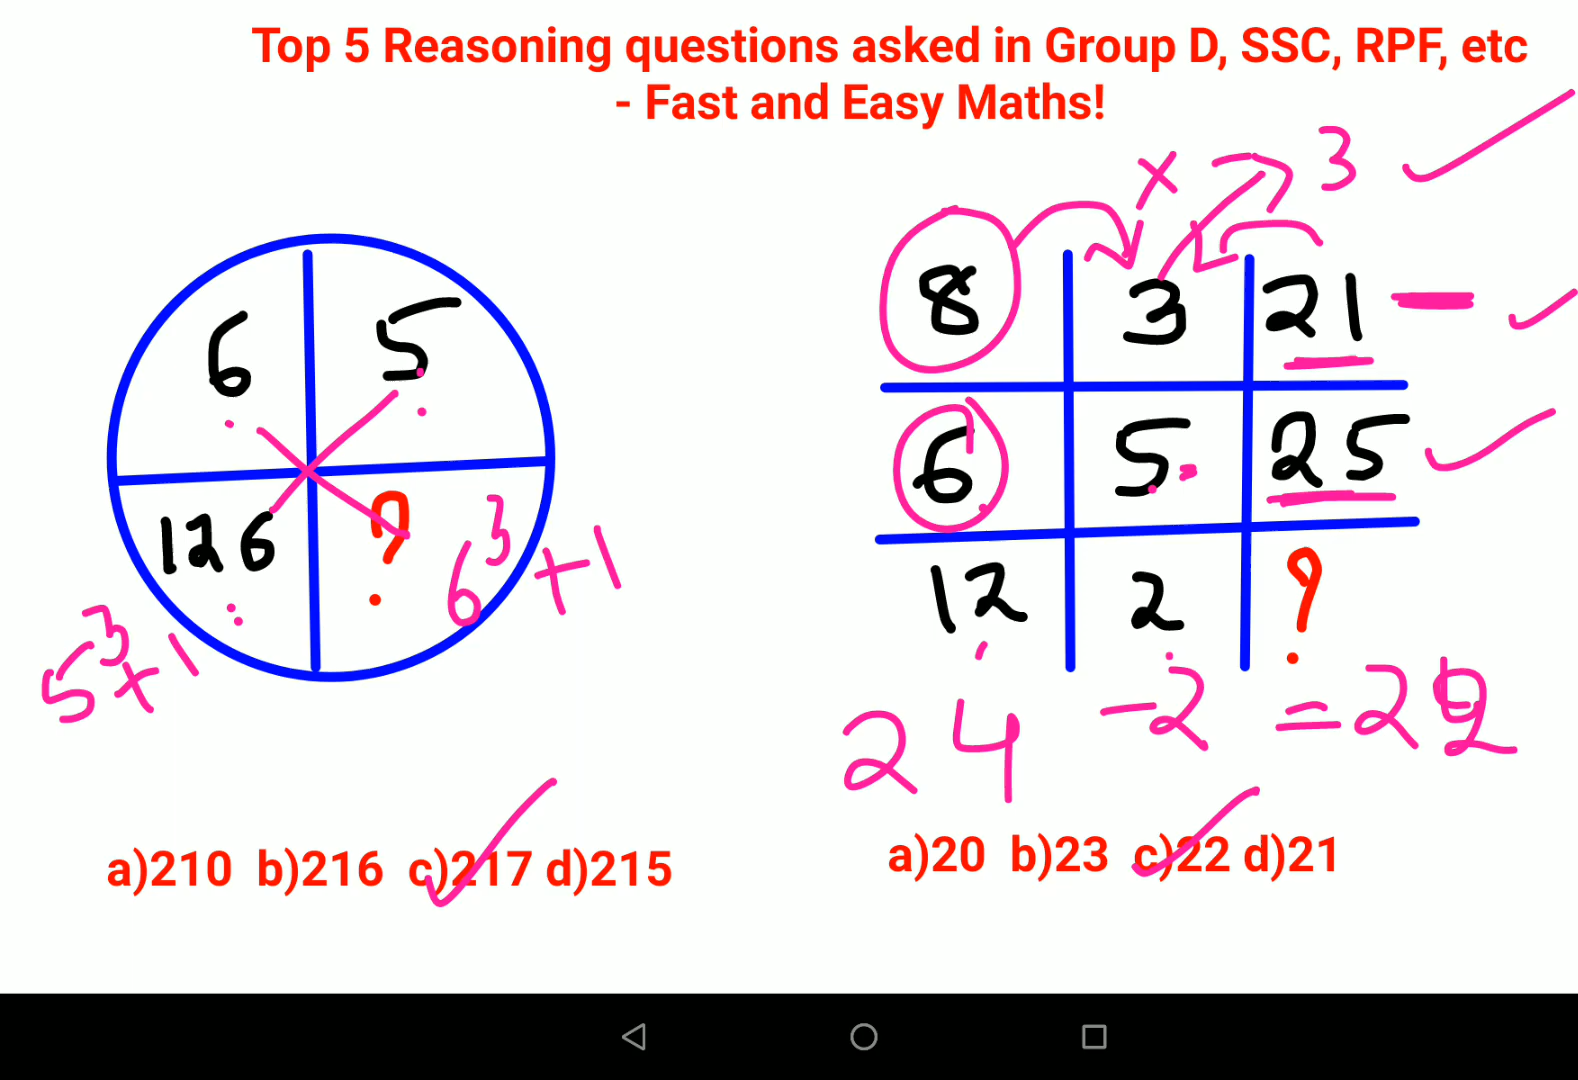 Top 5 Reasoning questions asked in Group D, SSC, RPF, etc
- Fast and Easy Maths!
× 3
6 5
8 3 21
6 5 = 25
126 ? 6³+1
5³+1
12 2 ?
24 -2 = 22
a)210 b)216 c)217 d)215
a)20 b)23 c)22 d)21